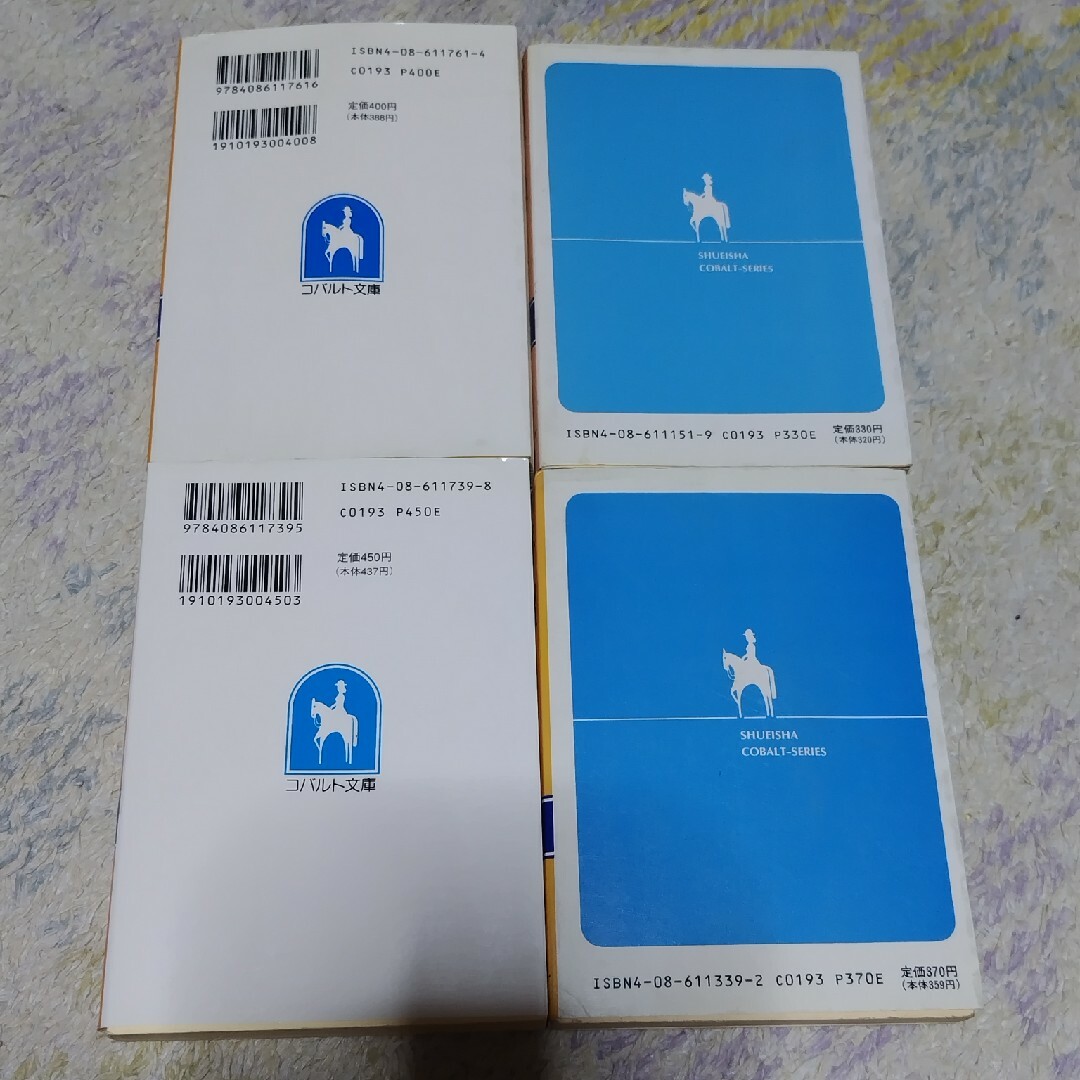 ISBN4-08-611761-4
C0193 P400E
9784086117616
定価400円
(本体388円)
1910193004008
コバルト文庫
SHUEISHA
COBALT-SERIES
ISBN4-08-611151-9 C0193 P330E
定価330円
(本体320円)
ISBN4-08-611739-8
C0193 P450E
9784086117395
定価450円
(本体437円)
1910193004503
コバルト文庫
SHUEISHA
COBALT-SERIES
ISBN4-08-611339-2 C0193 P370E
定価370円
(本体359円)